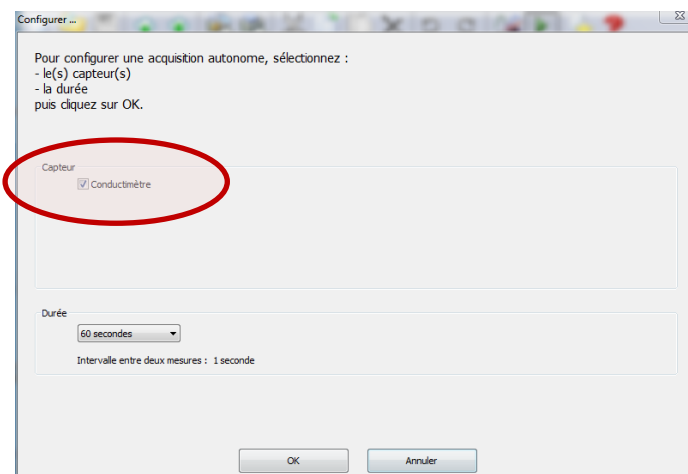 Configurer ...
Pour configurer une acquisition autonome, sélectionnez :
- le(s) capteur(s)
- la durée
puis cliquez sur OK.
Capteur
Conductimètre
Durée
60 secondes
Intervalle entre deux mesures : 1 seconde
OK
Annuler